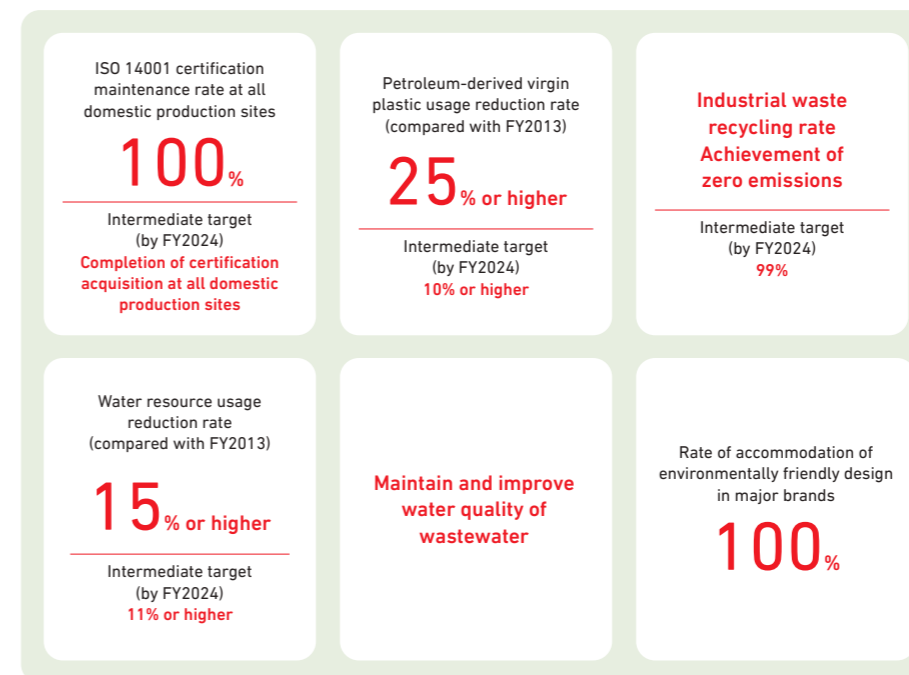 ISO 14001 certification
maintenance rate at all
domestic production sites
100%
Intermediate target
(by FY2024)
Completion of certification
acquisition at all domestic
production sites
Petroleum-derived virgin
plastic usage reduction rate
(compared with FY2013)
25% or higher
Intermediate target
(by FY2024)
10% or higher
Industrial waste
recycling rate
Achievement of
zero emissions
Intermediate target
(by FY2024)
99%
Water resource usage
reduction rate
(compared with FY2013)
15% or higher
Intermediate target
(by FY2024)
11% or higher
Maintain and improve
water quality of
wastewater
Rate of accommodation of
environmentally friendly design
in major brands
100%